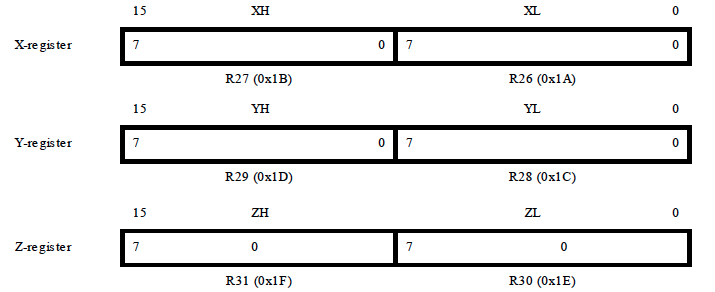 15 XH XL 0
X-register 7 0 7 0
R27 (0x1B) R26 (0x1A)
15 YH YL 0
Y-register 7 0 7 0
R29 (0x1D) R28 (0x1C)
15 ZH ZL 0
Z-register 7 0 7 0
R31 (0x1F) R30 (0x1E)